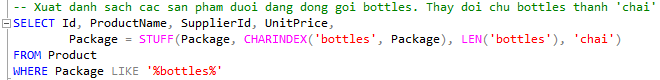 -- Xuat danh sach cac san pham duoi dang dong goi bottles. Thay doi chu bottles thanh 'chai'
SELECT Id, ProductName, SupplierId, UnitPrice,
Package = STUFF(Package, CHARINDEX('bottles', Package), LEN('bottles'), 'chai')
FROM Product
WHERE Package LIKE '%bottles%'